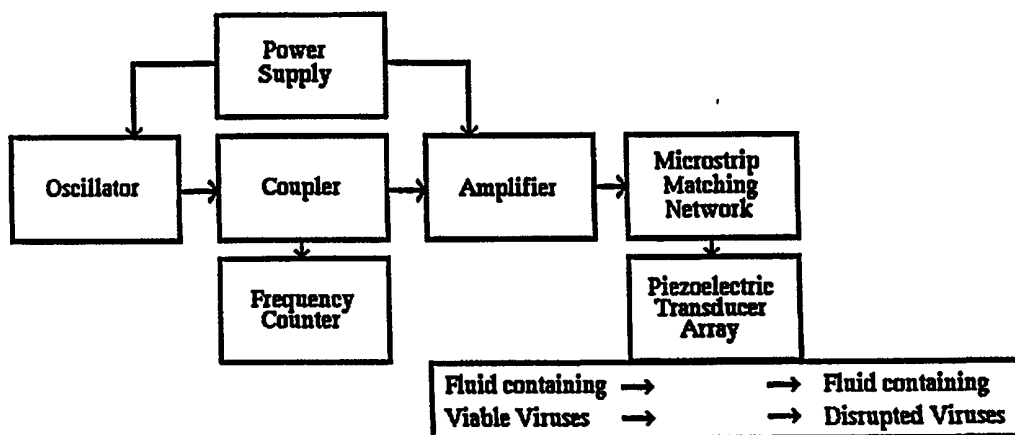 Power
Supply
Oscillator
Coupler
Amplifier
Microstrip
Matching
Network
Frequency
Counter
Piezoelectric
Transducer
Array
Fluid containing → → Fluid containing
Viable Viruses → → Disrupted Viruses